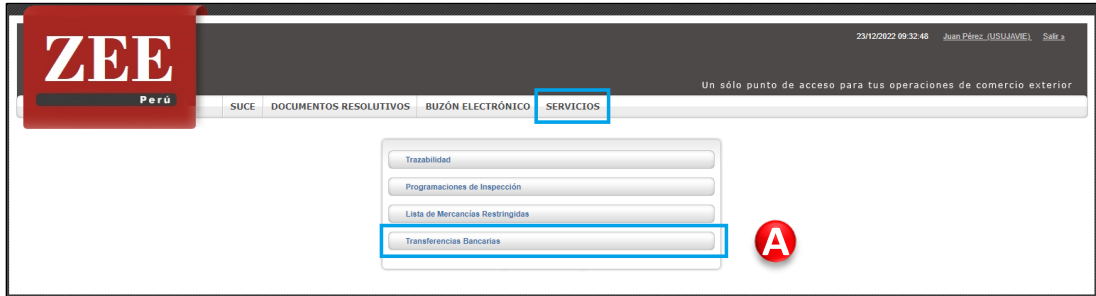 ZEE
Perú
23/12/2022 09:32:48 Juan Pérez (USUJAVIE) Salir »
Un sólo punto de acceso para tus operaciones de comercio exterior
SUCE DOCUMENTOS RESOLUTIVOS BUZÓN ELECTRÓNICO SERVICIOS
Trazabilidad
Programaciones de Inspección
Lista de Mercancías Restringidas
Transferencias Bancarias
A